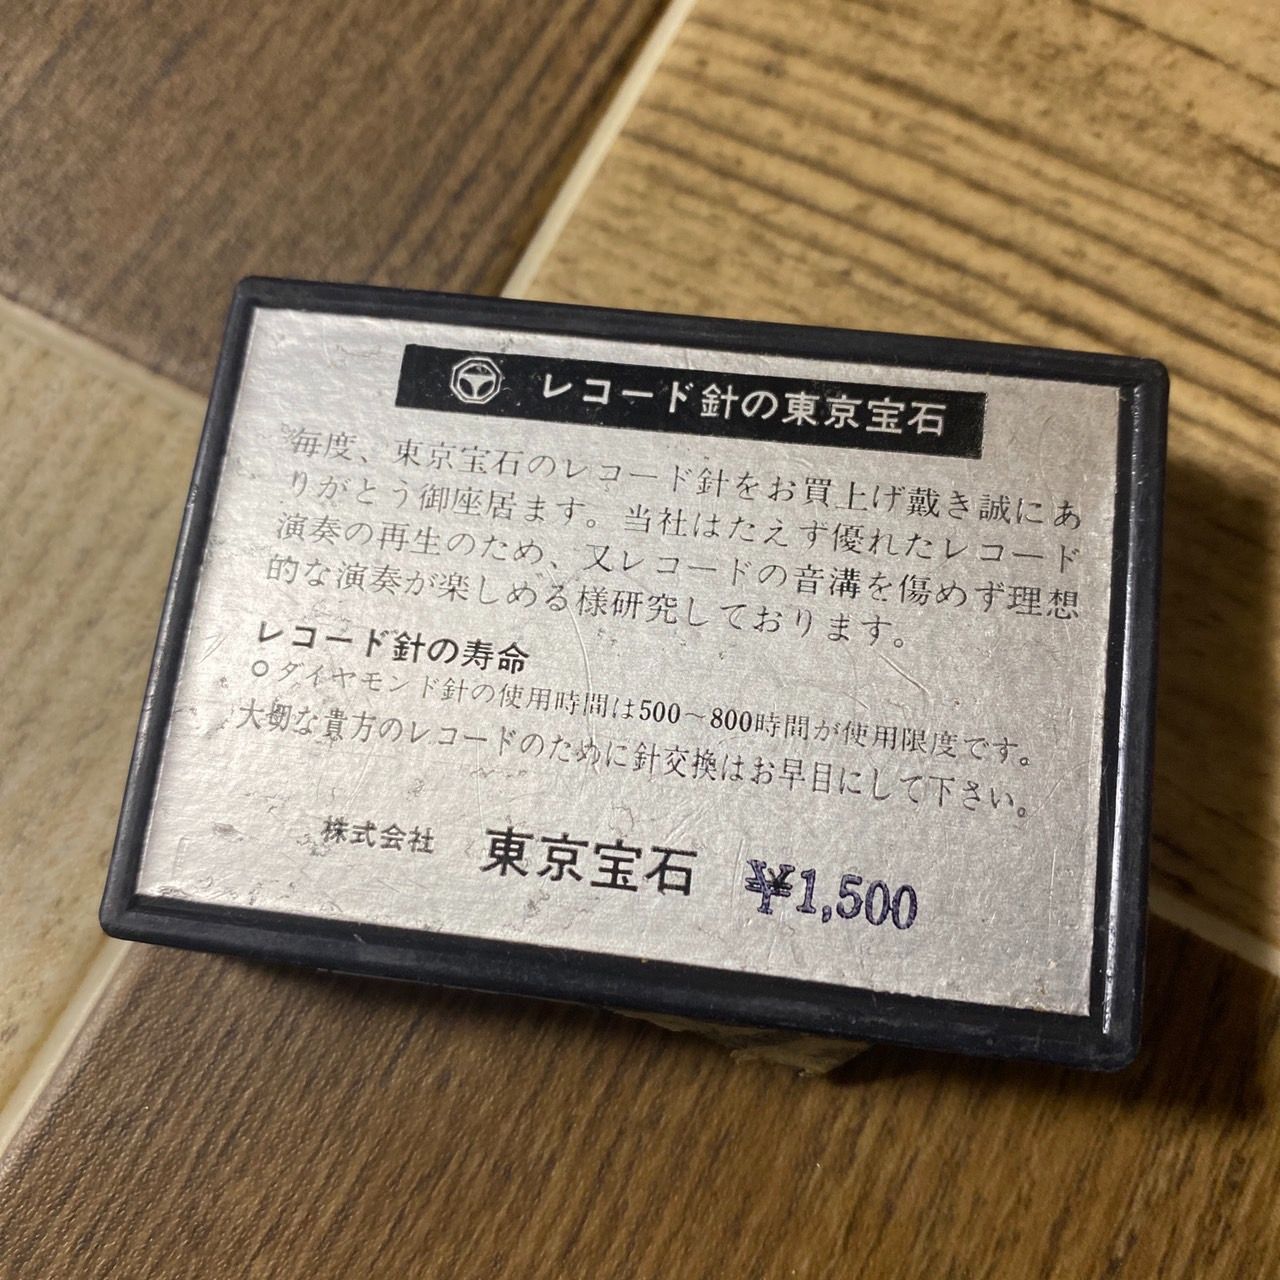 レコード針の東京宝石
毎度、東京宝石のレコード針をお買上げ戴き誠にあ
りがとう御座居ます。当社はたえず優れたレコード
演奏の再生のため、又レコードの音溝を傷めず理想
的な演奏が楽しめる様研究しております。
レコード針の寿命
○ダイヤモンド針の使用時間は500〜800時間が使用限度です。
大切な貴方のレコードのために針交換はお早目にして下さい。
株式会社 東京宝石 ¥1,500